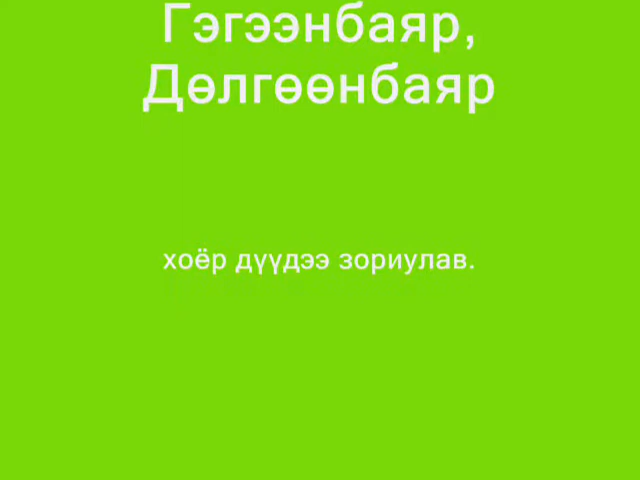 Гэгээнбаяр,
Дөлгөөнбаяр
хоёр дүүдээ зориулав.